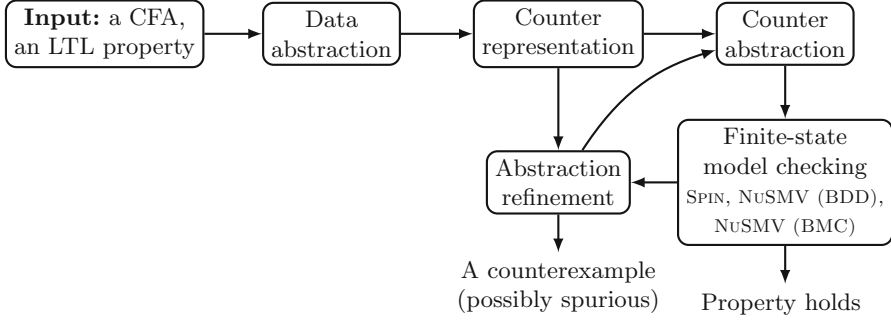 Input: a CFA,
an LTL property
Data
abstraction
Counter
representation
Counter
abstraction
Abstraction
refinement
Finite-state
model checking
SPIN, NUSMV (BDD),
NUSMV (BMC)
A counterexample
(possibly spurious)
Property holds